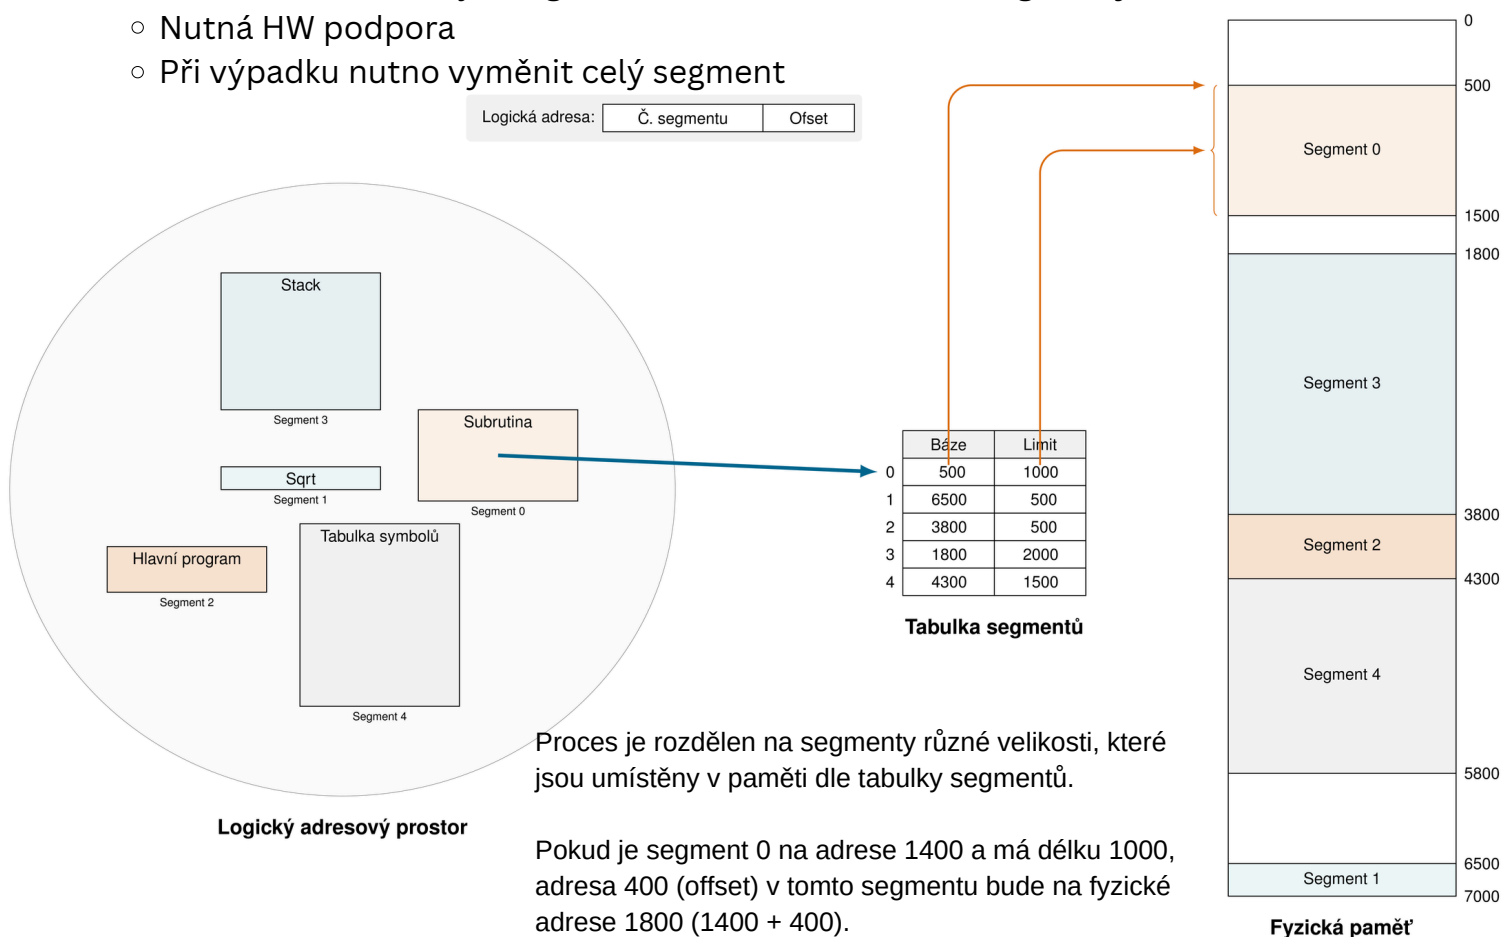 Nutná HW podpora
Při výpadku nutno vyměnit celý segment
Logická adresa:
Č. segmentu
Ofset
Stack
Segment 3
Sqrt
Segment 1
Subrutina
Segment 0
Hlavní program
Segment 2
Tabulka symbolů
Segment 4
Logický adresový prostor
Báze Limit
0 500 1000
1 6500 500
2 3800 500
3 1800 2000
4 4300 1500
Tabulka segmentů
Proces je rozdělen na segmenty různé velikosti, které
jsou umístěny v paměti dle tabulky segmentů.
Pokud je segment 0 na adrese 1400 a má délku 1000,
adresa 400 (offset) v tomto segmentu bude na fyzické
adrese 1800 (1400 + 400).
0
500
Segment 0
1500
1800
Segment 3
3800
Segment 2
4300
Segment 4
5800
6500
Segment 1
7000
Fyzická paměť